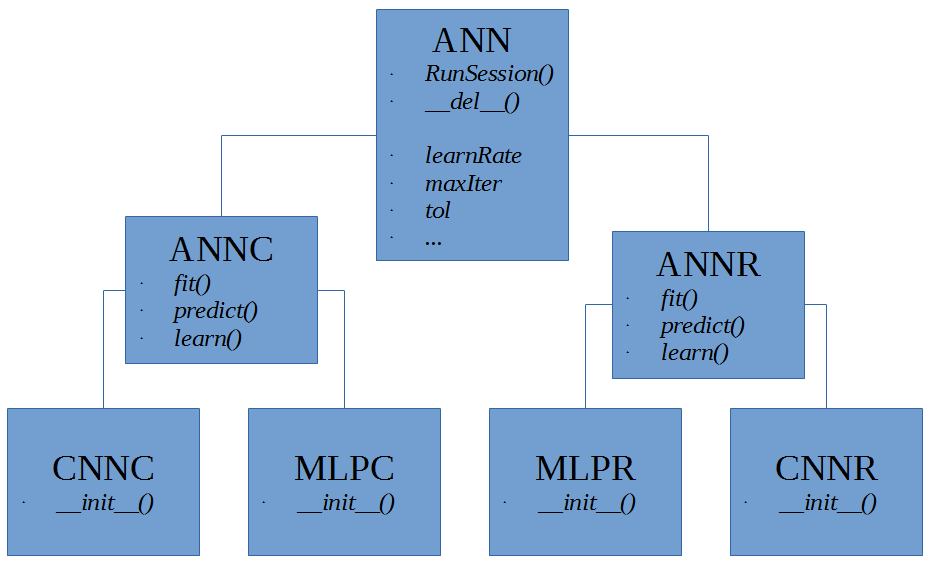 ANN
· RunSession()
· __del__()
· learnRate
· maxIter
· tol
· ...
ANNC
· fit()
· predict()
· learn()
ANNR
· fit()
· predict()
· learn()
CNNC
· __init__()
MLPC
· __init__()
MLPR
· __init__()
CNNR
· __init__()